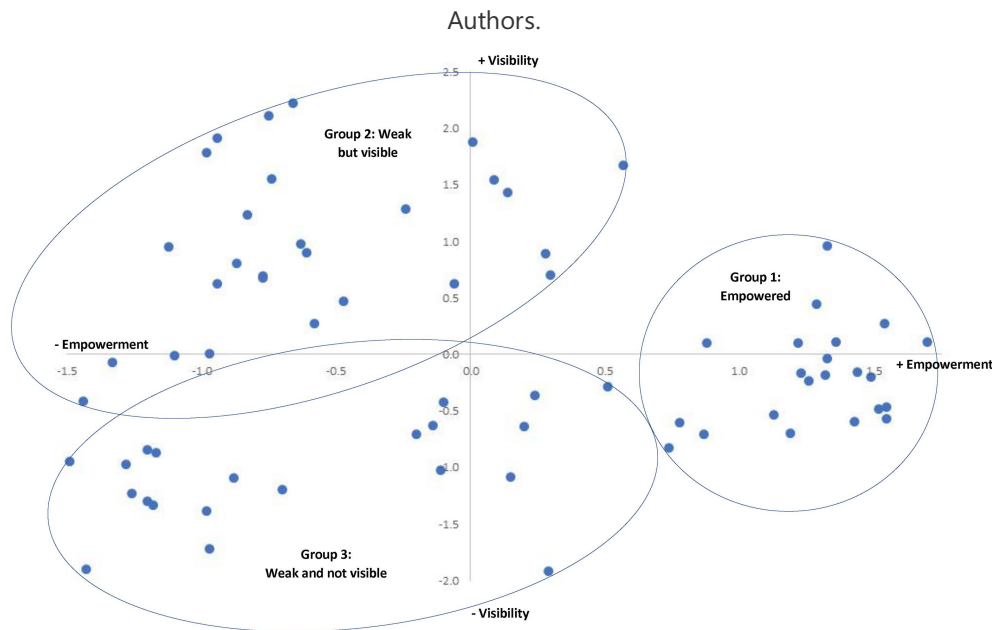 Authors.
+ Visibility
2.5
Group 2: Weak
but visible
2.0
1.5
1.0
Group 1:
Empowered
0.5
- Empowerment
0.0
+ Empowerment
-1.5
-1.0
-0.5
0.0
0.5
1.0
1.5
-0.5
-1.0
-1.5
Group 3:
Weak and not visible
-2.0
- Visibility